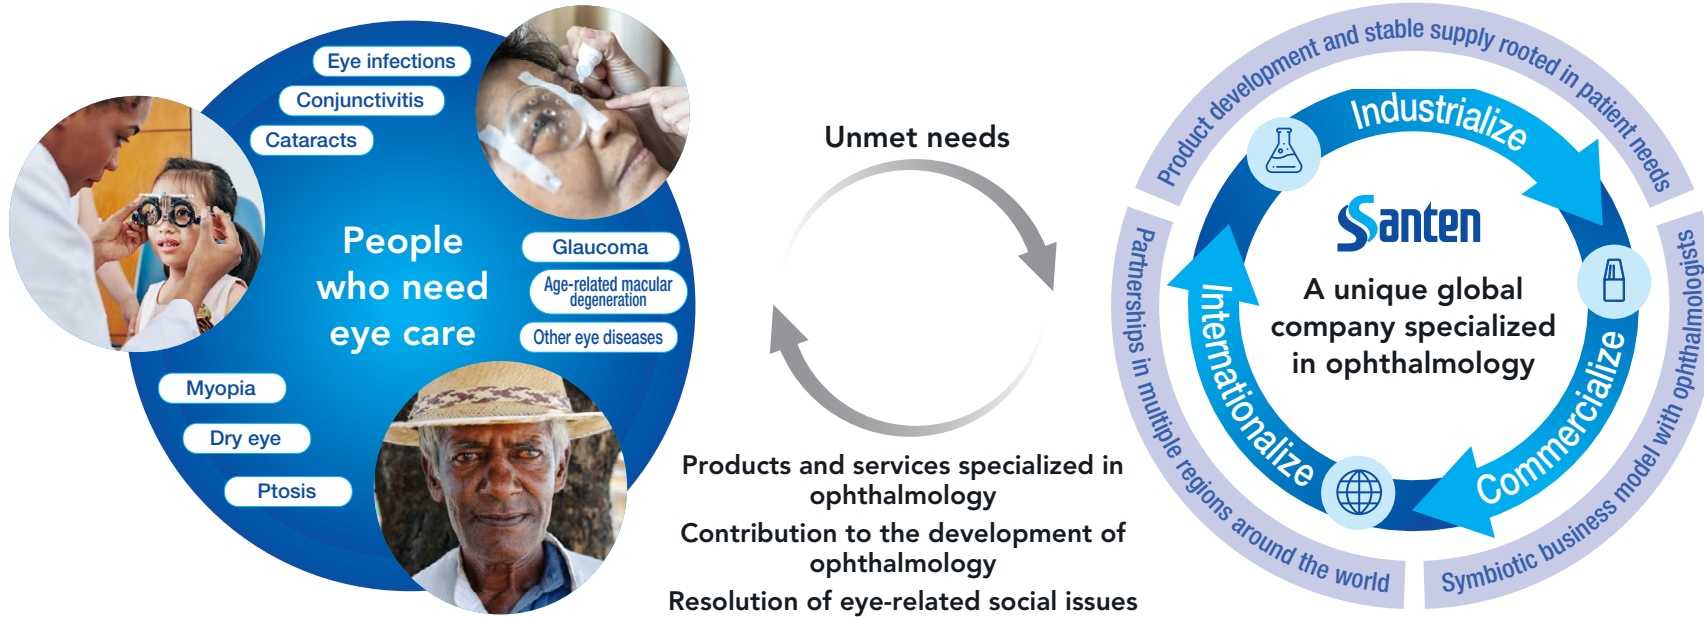 Eye infections
Conjunctivitis
Cataracts
People
who need
eye care
Glaucoma
Age-related macular
degeneration
Other eye diseases
Myopia
Dry eye
Ptosis
Unmet needs
Products and services specialized in
ophthalmology
Contribution to the development of
ophthalmology
Resolution of eye-related social issues
Product development and stable supply rooted in patient needs
Industrialize
Santen
A unique global
company specialized
in ophthalmology
Commercialize
Internationalize
Symbiotic business model with ophthalmologists
Partnerships in multiple regions around the world